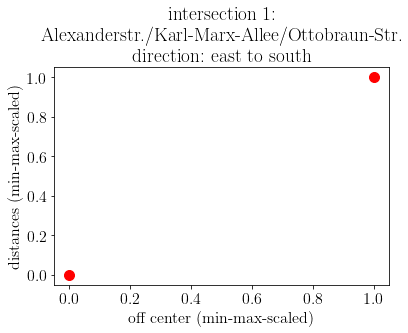 intersection 1:
Alexanderstr./Karl-Marx-Allee/Ottobraun-Str.
direction: east to south
distances (min-max-scaled)
1.0
0.8
0.6
0.4
0.2
0.0
0.0 0.2 0.4 0.6 0.8 1.0
off center (min-max-scaled)